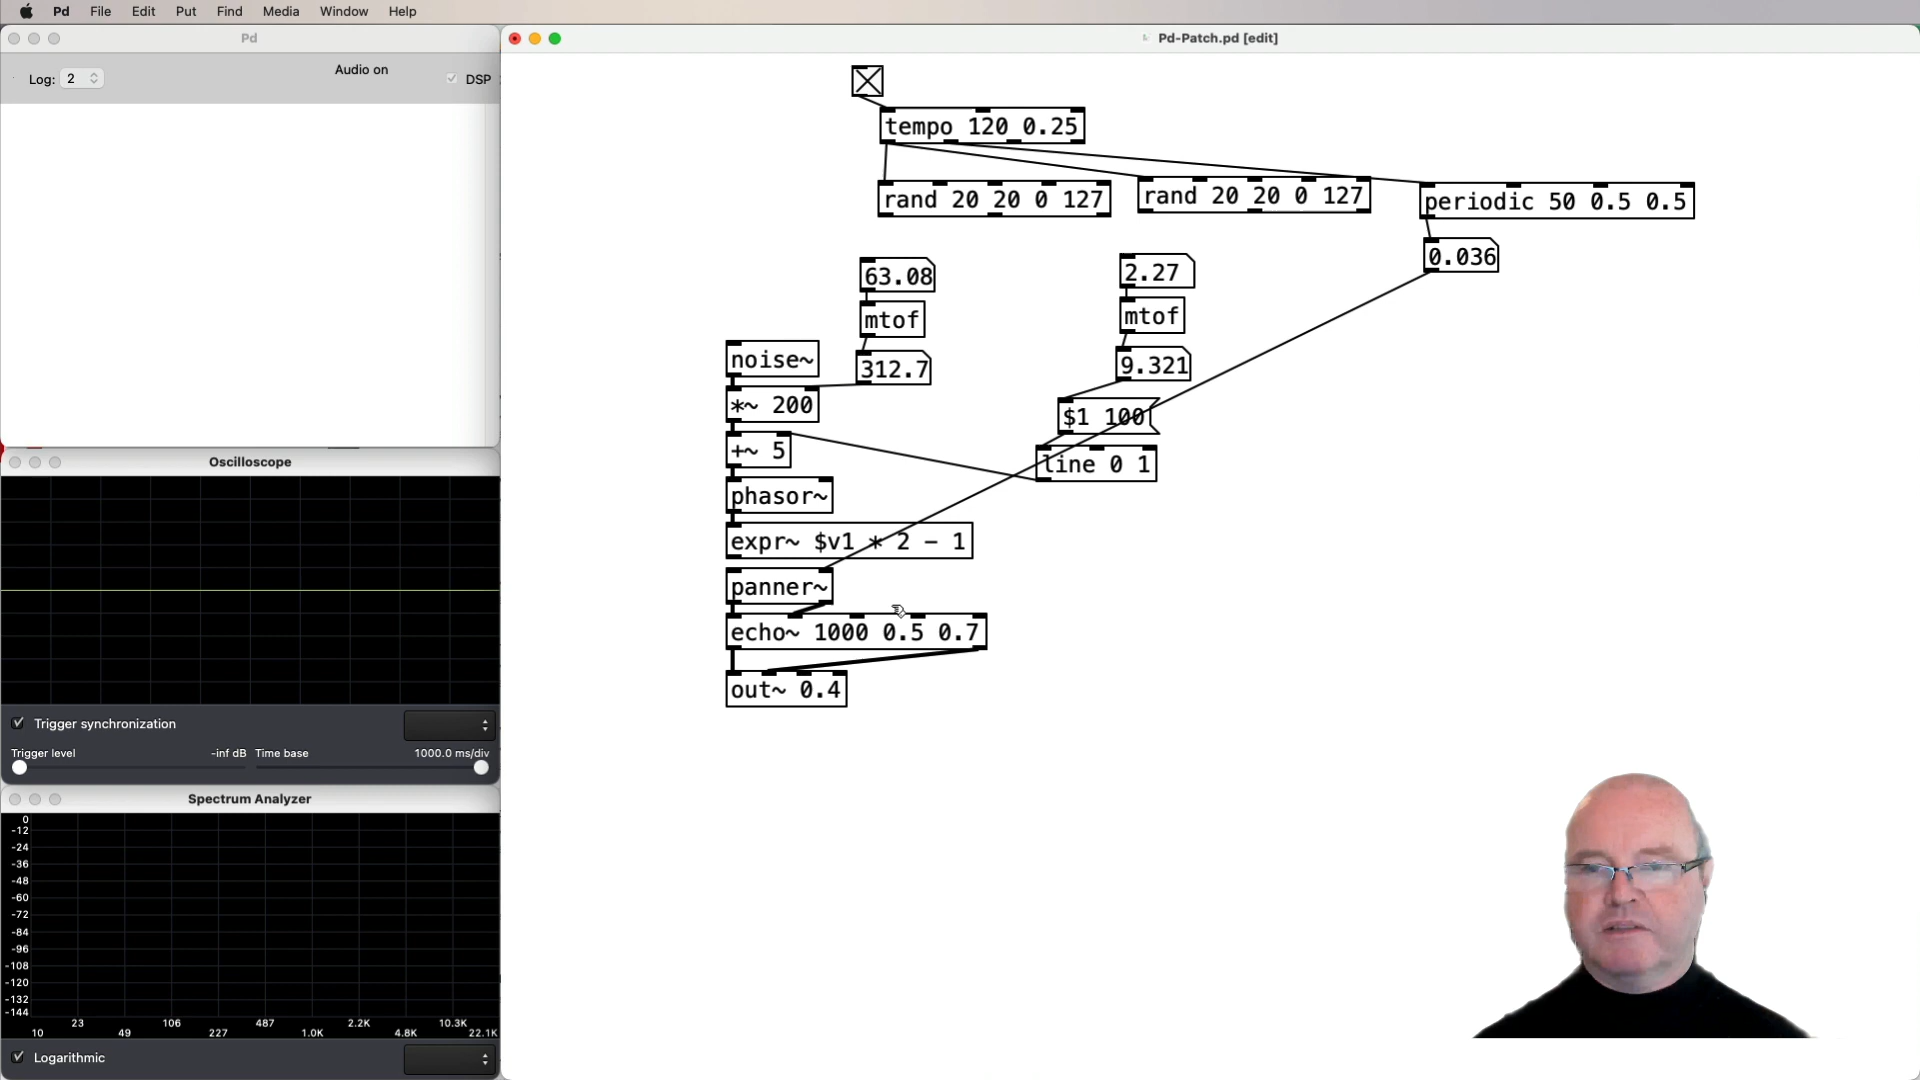 Pd File Edit Put Find Media Window Help
Pd
Log: 2
Audio on
DSP
Pd-Patch.pd [edit]
tempo 120 0.25
rand 20 20 0 127
rand 20 20 0 127
periodic 50 0.5 0.5
0.036
63.08
2.27
mtof
mtof
noise~
312.7
9.321
*~ 200
$1 100
+~ 5
line 0 1
phasor~
expr~ $v1 * 2 - 1
panner~
echo~ 1000 0.5 0.7
out~ 0.4
Oscilloscope
Trigger synchronization
Trigger level -inf dB Time base 1000.0 ms/div
Spectrum Analyzer
0
-12
-24
-36
-48
-60
-72
-84
-96
-108
-120
-132
-144
10 23 49 106 227 487 1.0K 2.2K 4.8K 10.3K 22.1K
Logarithmic